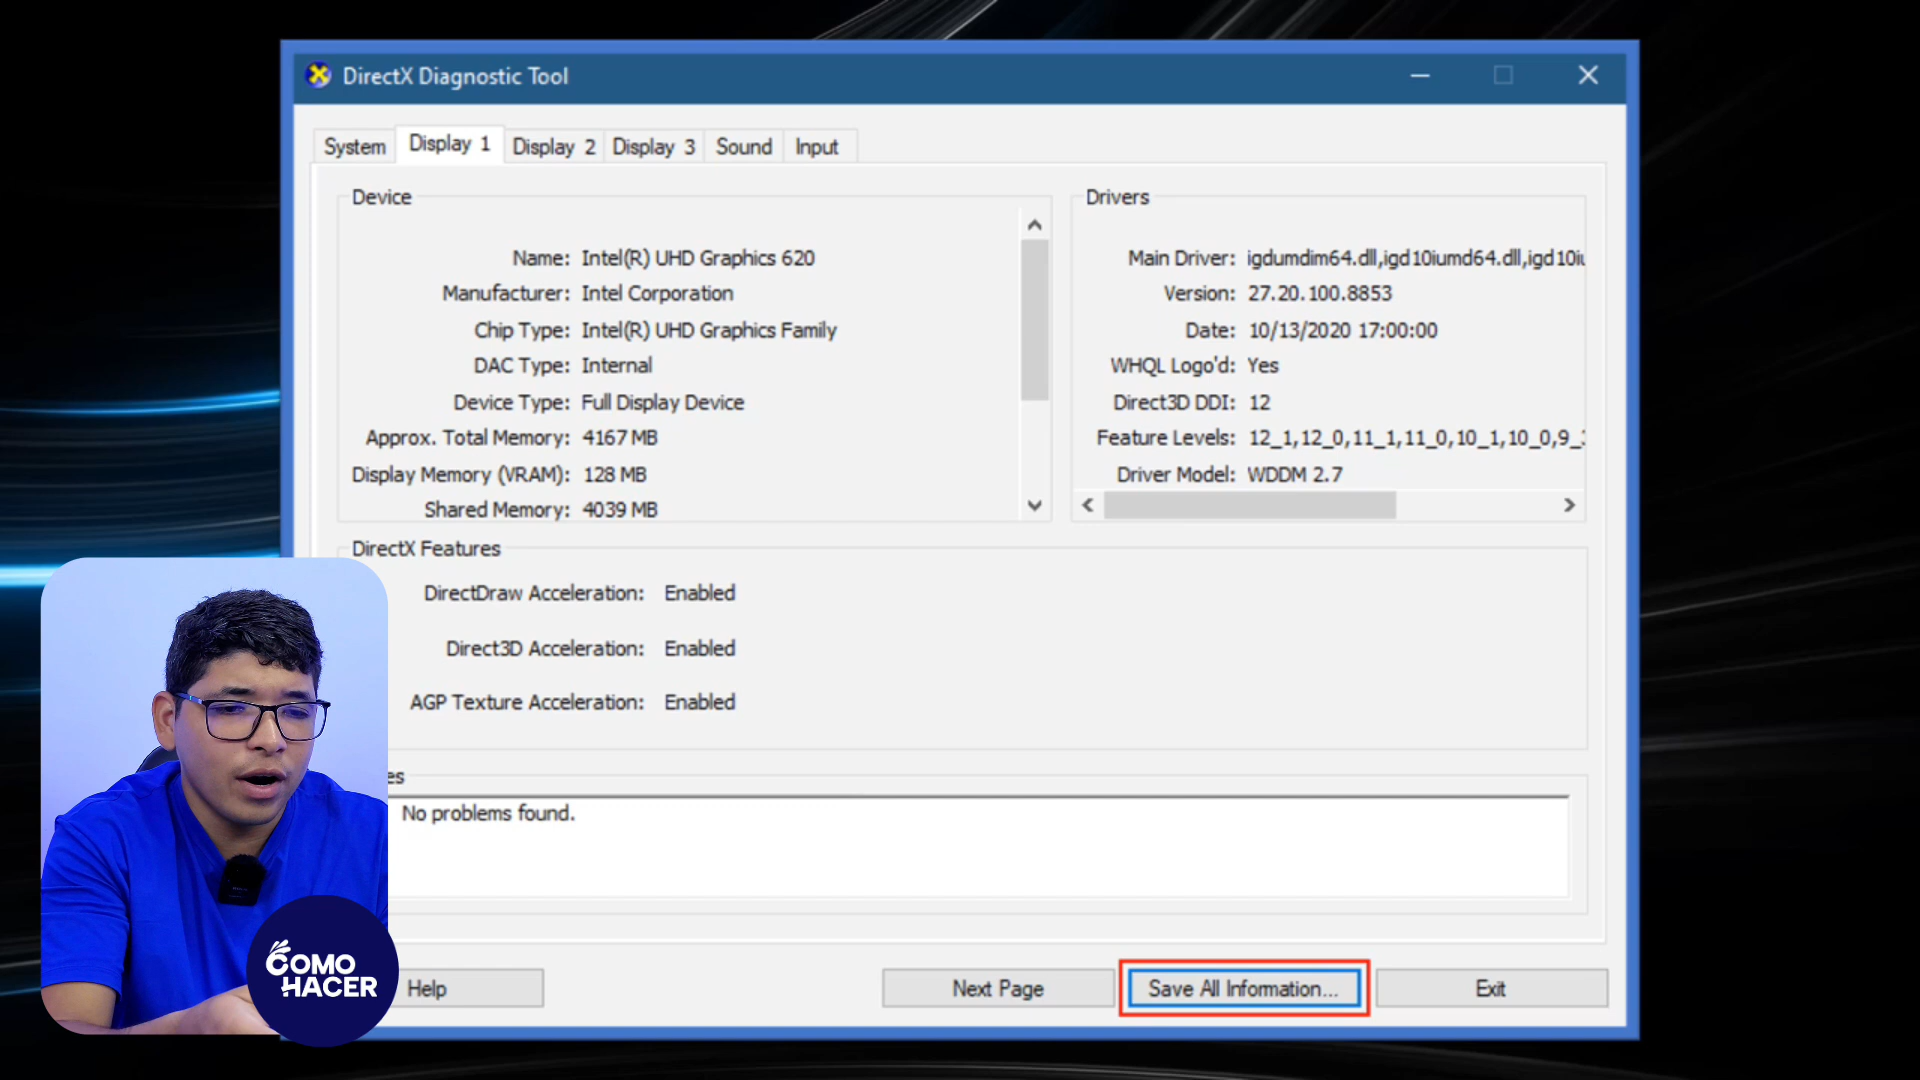 DirectX Diagnostic Tool
System
Display 1
Display 2
Display 3
Sound
Input
Device
Name: Intel(R) UHD Graphics 620
Manufacturer: Intel Corporation
Chip Type: Intel(R) UHD Graphics Family
DAC Type: Internal
Device Type: Full Display Device
Approx. Total Memory: 4167 MB
Display Memory (VRAM): 128 MB
Shared Memory: 4039 MB
Drivers
Main Driver: igdumdim64.dll,igd10iumd64.dll,igd10iu
Version: 27.20.100.8853
Date: 10/13/2020 17:00:00
WHQL Logo'd: Yes
Direct3D DDI: 12
Feature Levels: 12_1,12_0,11_1,11_0,10_1,10_0,9_
Driver Model: WDDM 2.7
DirectX Features
DirectDraw Acceleration: Enabled
Direct3D Acceleration: Enabled
AGP Texture Acceleration: Enabled
es
No problems found.
Help
Next Page
Save All Information...
Exit
COMO
HACER